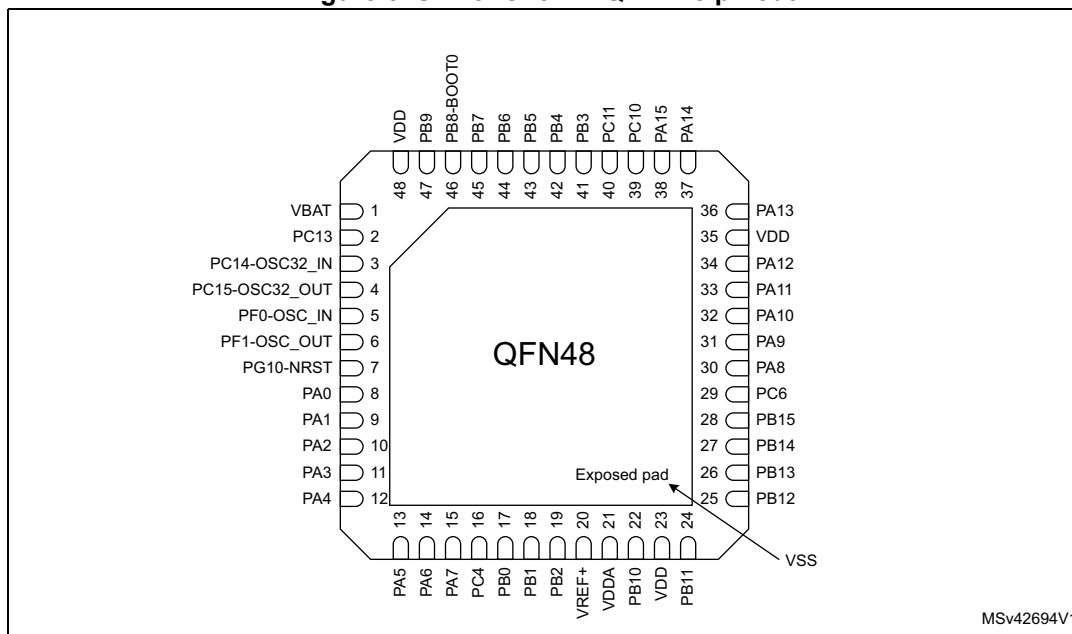 VDD
PB9
PB8-BOOT0
PB7
PB6
PB5
PB4
PB3
PC11
PC10
PA15
PA14
48
47
46
45
44
43
42
41
40
39
38
37
VBAT 1
PC13 2
PC14-OSC32_IN 3
PC15-OSC32_OUT 4
PF0-OSC_IN 5
PF1-OSC_OUT 6
PG10-NRST 7
PA0 8
PA1 9
PA2 10
PA3 11
PA4 12
QFN48
Exposed pad
36 PA13
35 VDD
34 PA12
33 PA11
32 PA10
31 PA9
30 PA8
29 PC6
28 PB15
27 PB14
26 PB13
25 PB12
13
14
15
16
17
18
19
20
21
22
23
24
PA5
PA6
PA7
PC4
PB0
PB1
PB2
VREF+
VDDA
PB10
VDD
PB11
VSS
MSv42694V1